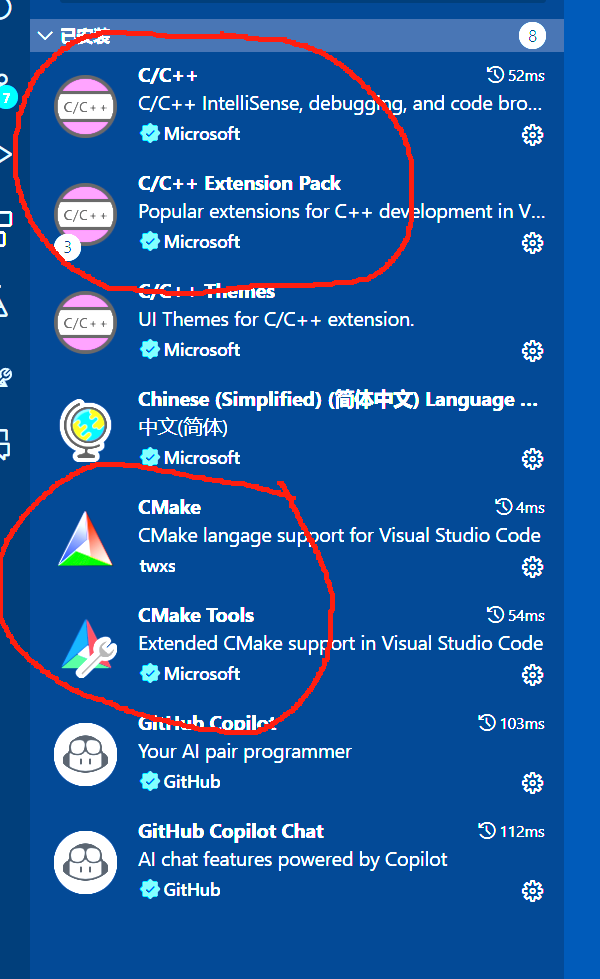 已安装
8
7
C/C++
C/C++
52ms
C/C++ IntelliSense, debugging, and code bro...
Microsoft
C/C++
C/C++ Extension Pack
Popular extensions for C++ development in V...
3
Microsoft
C/C++
C/C++ Themes
UI Themes for C/C++ extension.
Microsoft
Chinese (Simplified) (简体中文) Language ...
中文(简体)
Microsoft
CMake
4ms
CMake langage support for Visual Studio Code
twxs
CMake Tools
54ms
Extended CMake support in Visual Studio Code
Microsoft
GitHub Copilot
103ms
Your AI pair programmer
GitHub
GitHub Copilot Chat
112ms
AI chat features powered by Copilot
GitHub